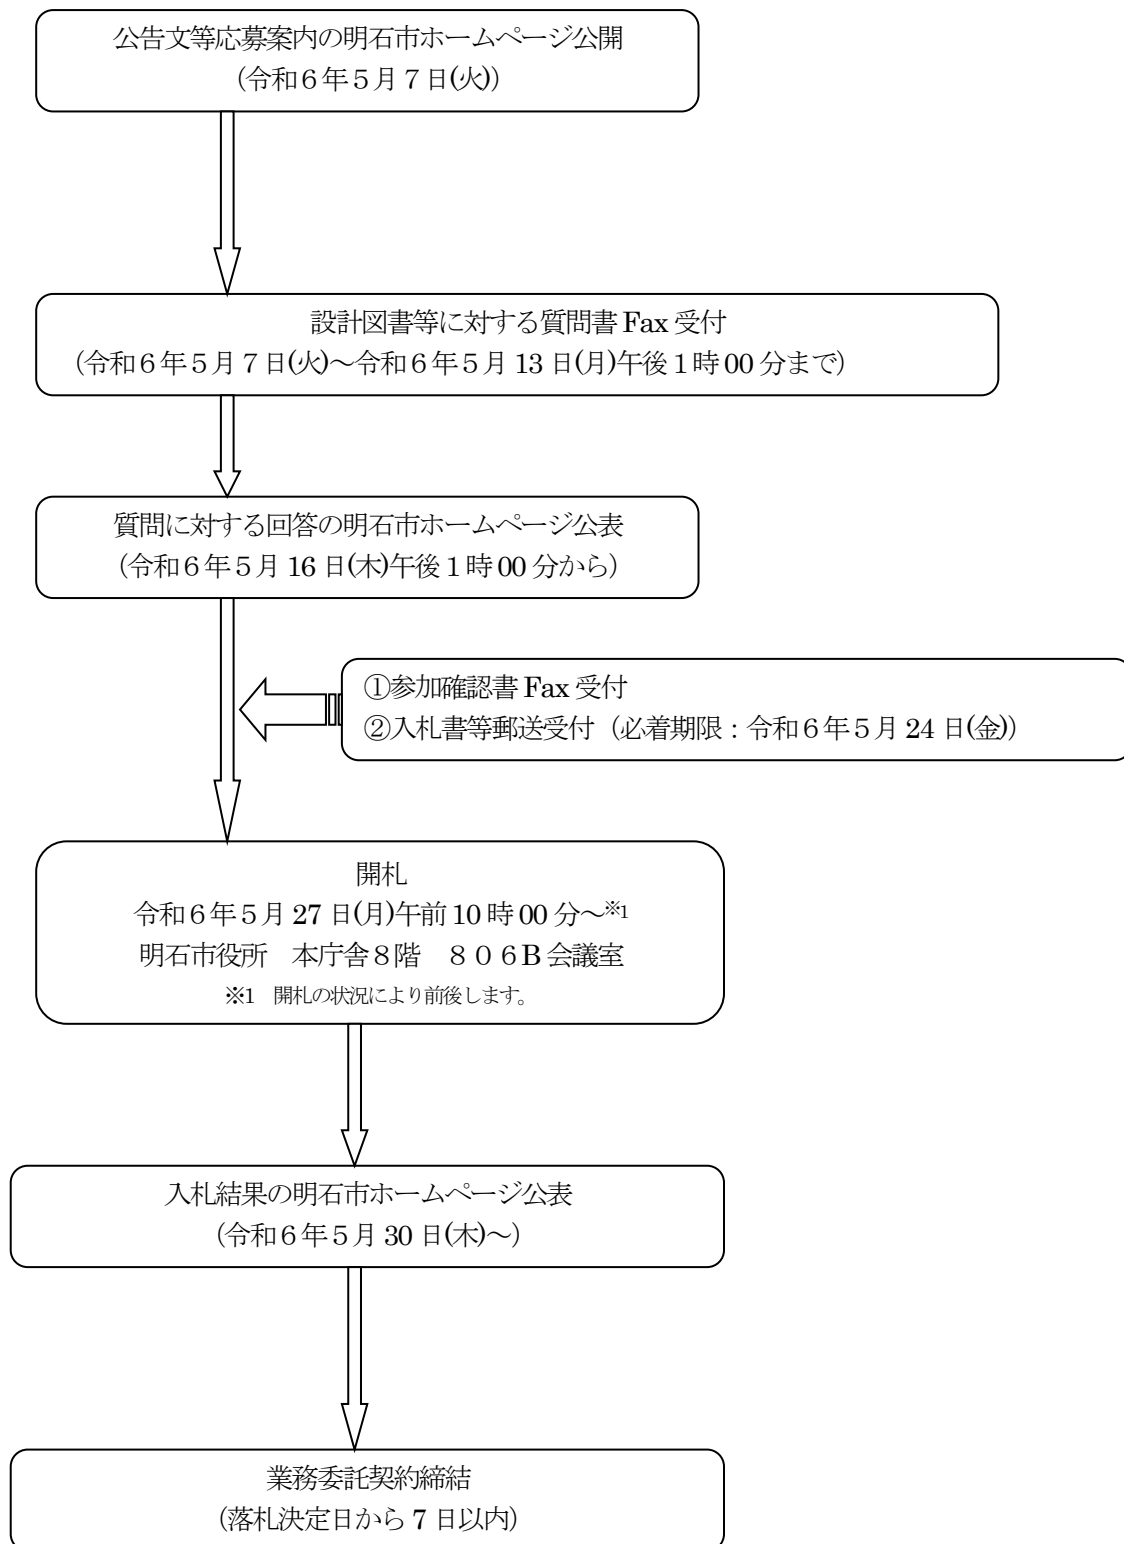 公告文等応募案内の明石市ホームページ公開
（令和６年５月７日(火)）
設計図書等に対する質問書 Fax 受付
（令和６年５月７日(火)～令和６年５月 13 日(月)午後１時 00 分まで）
質問に対する回答の明石市ホームページ公表
（令和６年５月 16 日(木)午後１時 00 分から）
①参加確認書 Fax 受付
②入札書等郵送受付（必着期限：令和６年５月 24 日(金)）
開札
令和６年５月 27 日(月)午前 10 時 00 分～※1
明石市役所　本庁舎８階　８０６B 会議室
※1　開札の状況により前後します。
入札結果の明石市ホームページ公表
（令和６年５月 30 日(木)～）
業務委託契約締結
（落札決定日から 7 日以内）